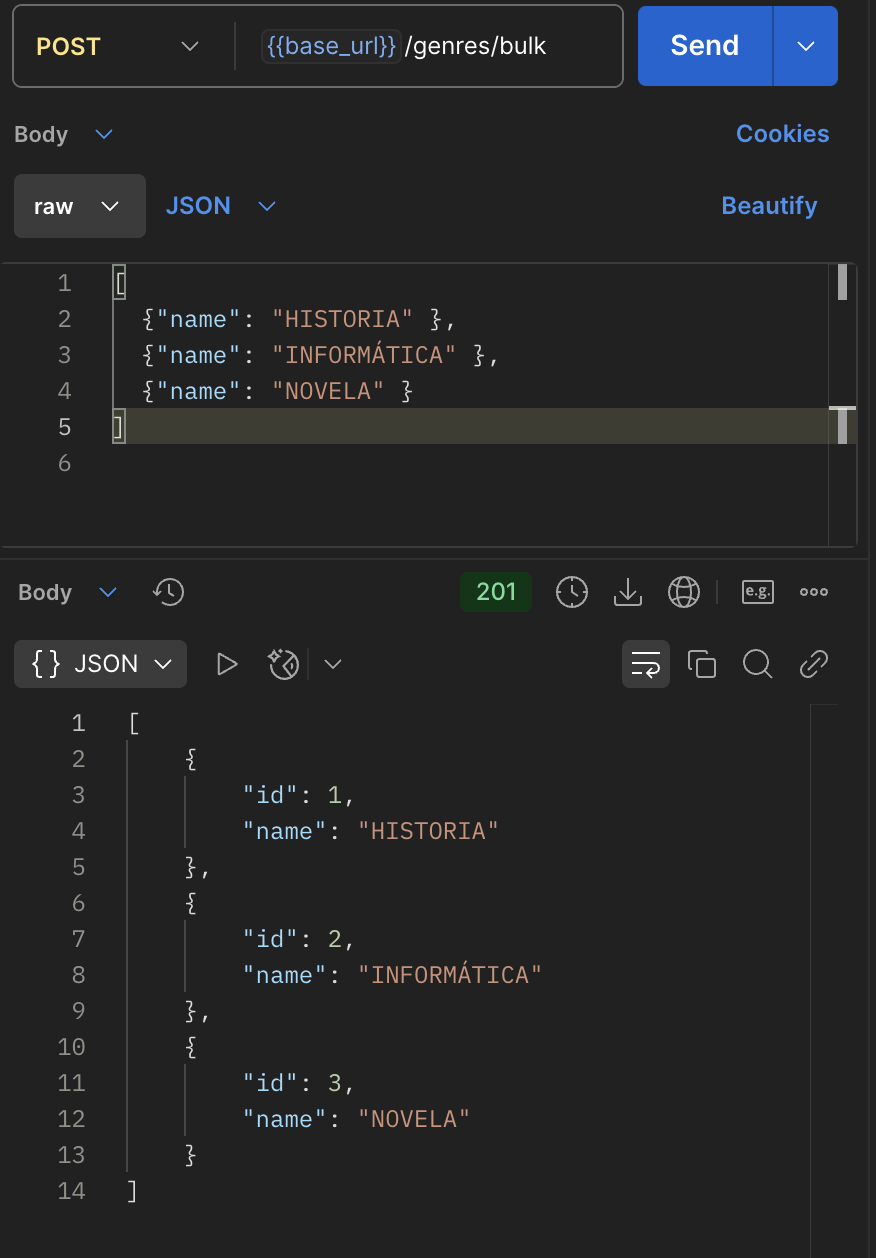 POST {{base_url}} /genres/bulk Send
Body Cookies
raw JSON Beautify
1 [
2 {"name": "HISTORIA" },
3 {"name": "INFORMÁTICA" },
4 {"name": "NOVELA" }
5 ]
6
Body 201 e.g.
{} JSON
1 [
2 {
3 "id": 1,
4 "name": "HISTORIA"
5 },
6 {
7 "id": 2,
8 "name": "INFORMÁTICA"
9 },
10 {
11 "id": 3,
12 "name": "NOVELA"
13 }
14 ]